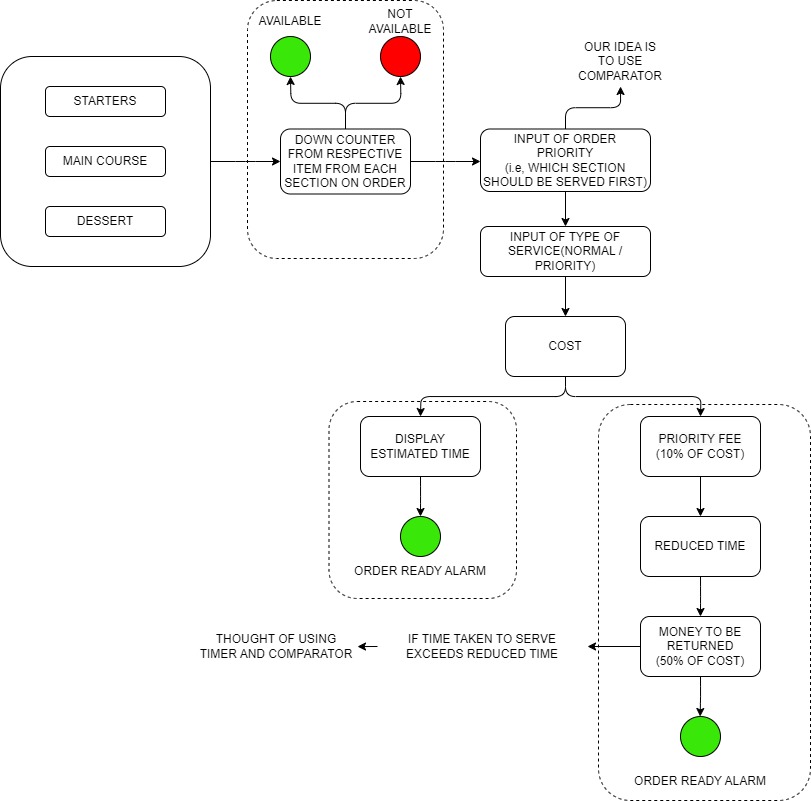 AVAILABLE
NOT
AVAILABLE
STARTERS
MAIN COURSE
DESSERT
DOWN COUNTER
FROM RESPECTIVE
ITEM FROM EACH
SECTION ON ORDER
OUR IDEA IS
TO USE
COMPARATOR
INPUT OF ORDER
PRIORITY
(i.e, WHICH SECTION
SHOULD BE SERVED FIRST)
INPUT OF TYPE OF
SERVICE(NORMAL /
PRIORITY)
COST
DISPLAY
ESTIMATED TIME
ORDER READY ALARM
PRIORITY FEE
(10% OF COST)
REDUCED TIME
MONEY TO BE
RETURNED
(50% OF COST)
IF TIME TAKEN TO SERVE
EXCEEDS REDUCED TIME
THOUGHT OF USING
TIMER AND COMPARATOR
ORDER READY ALARM